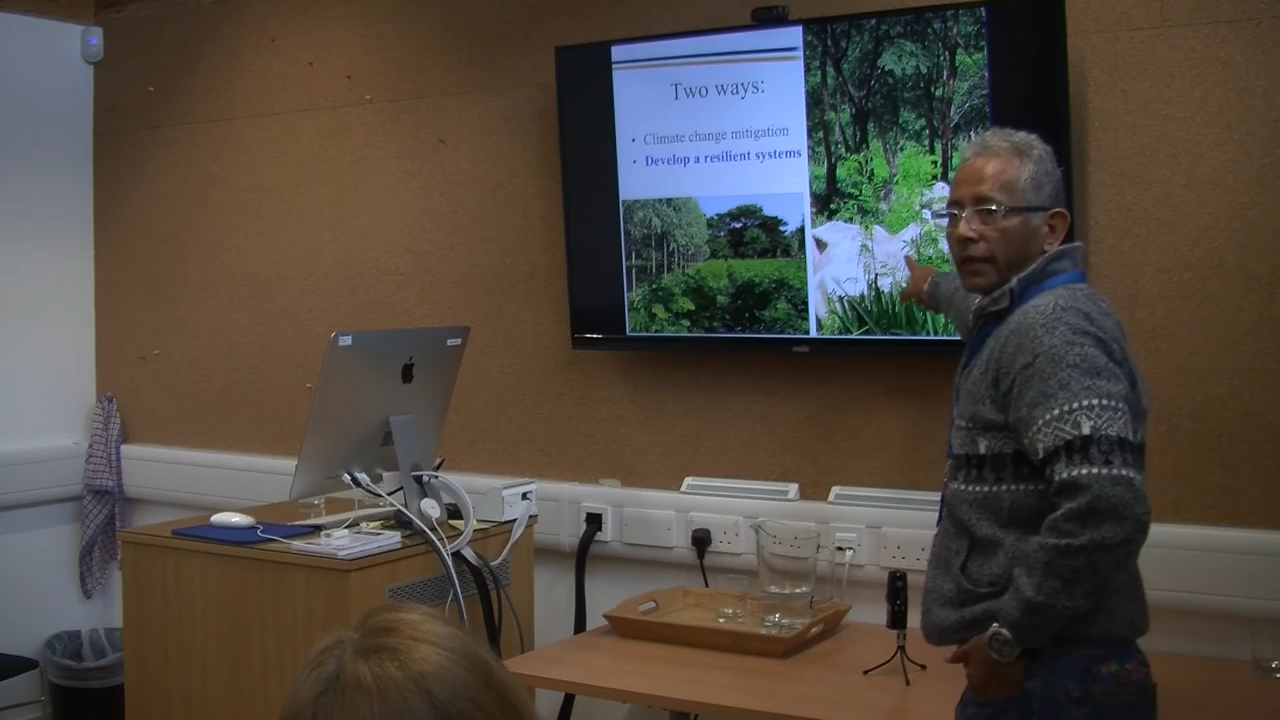 Two ways:
• Climate change mitigation
• Develop a resilient systems